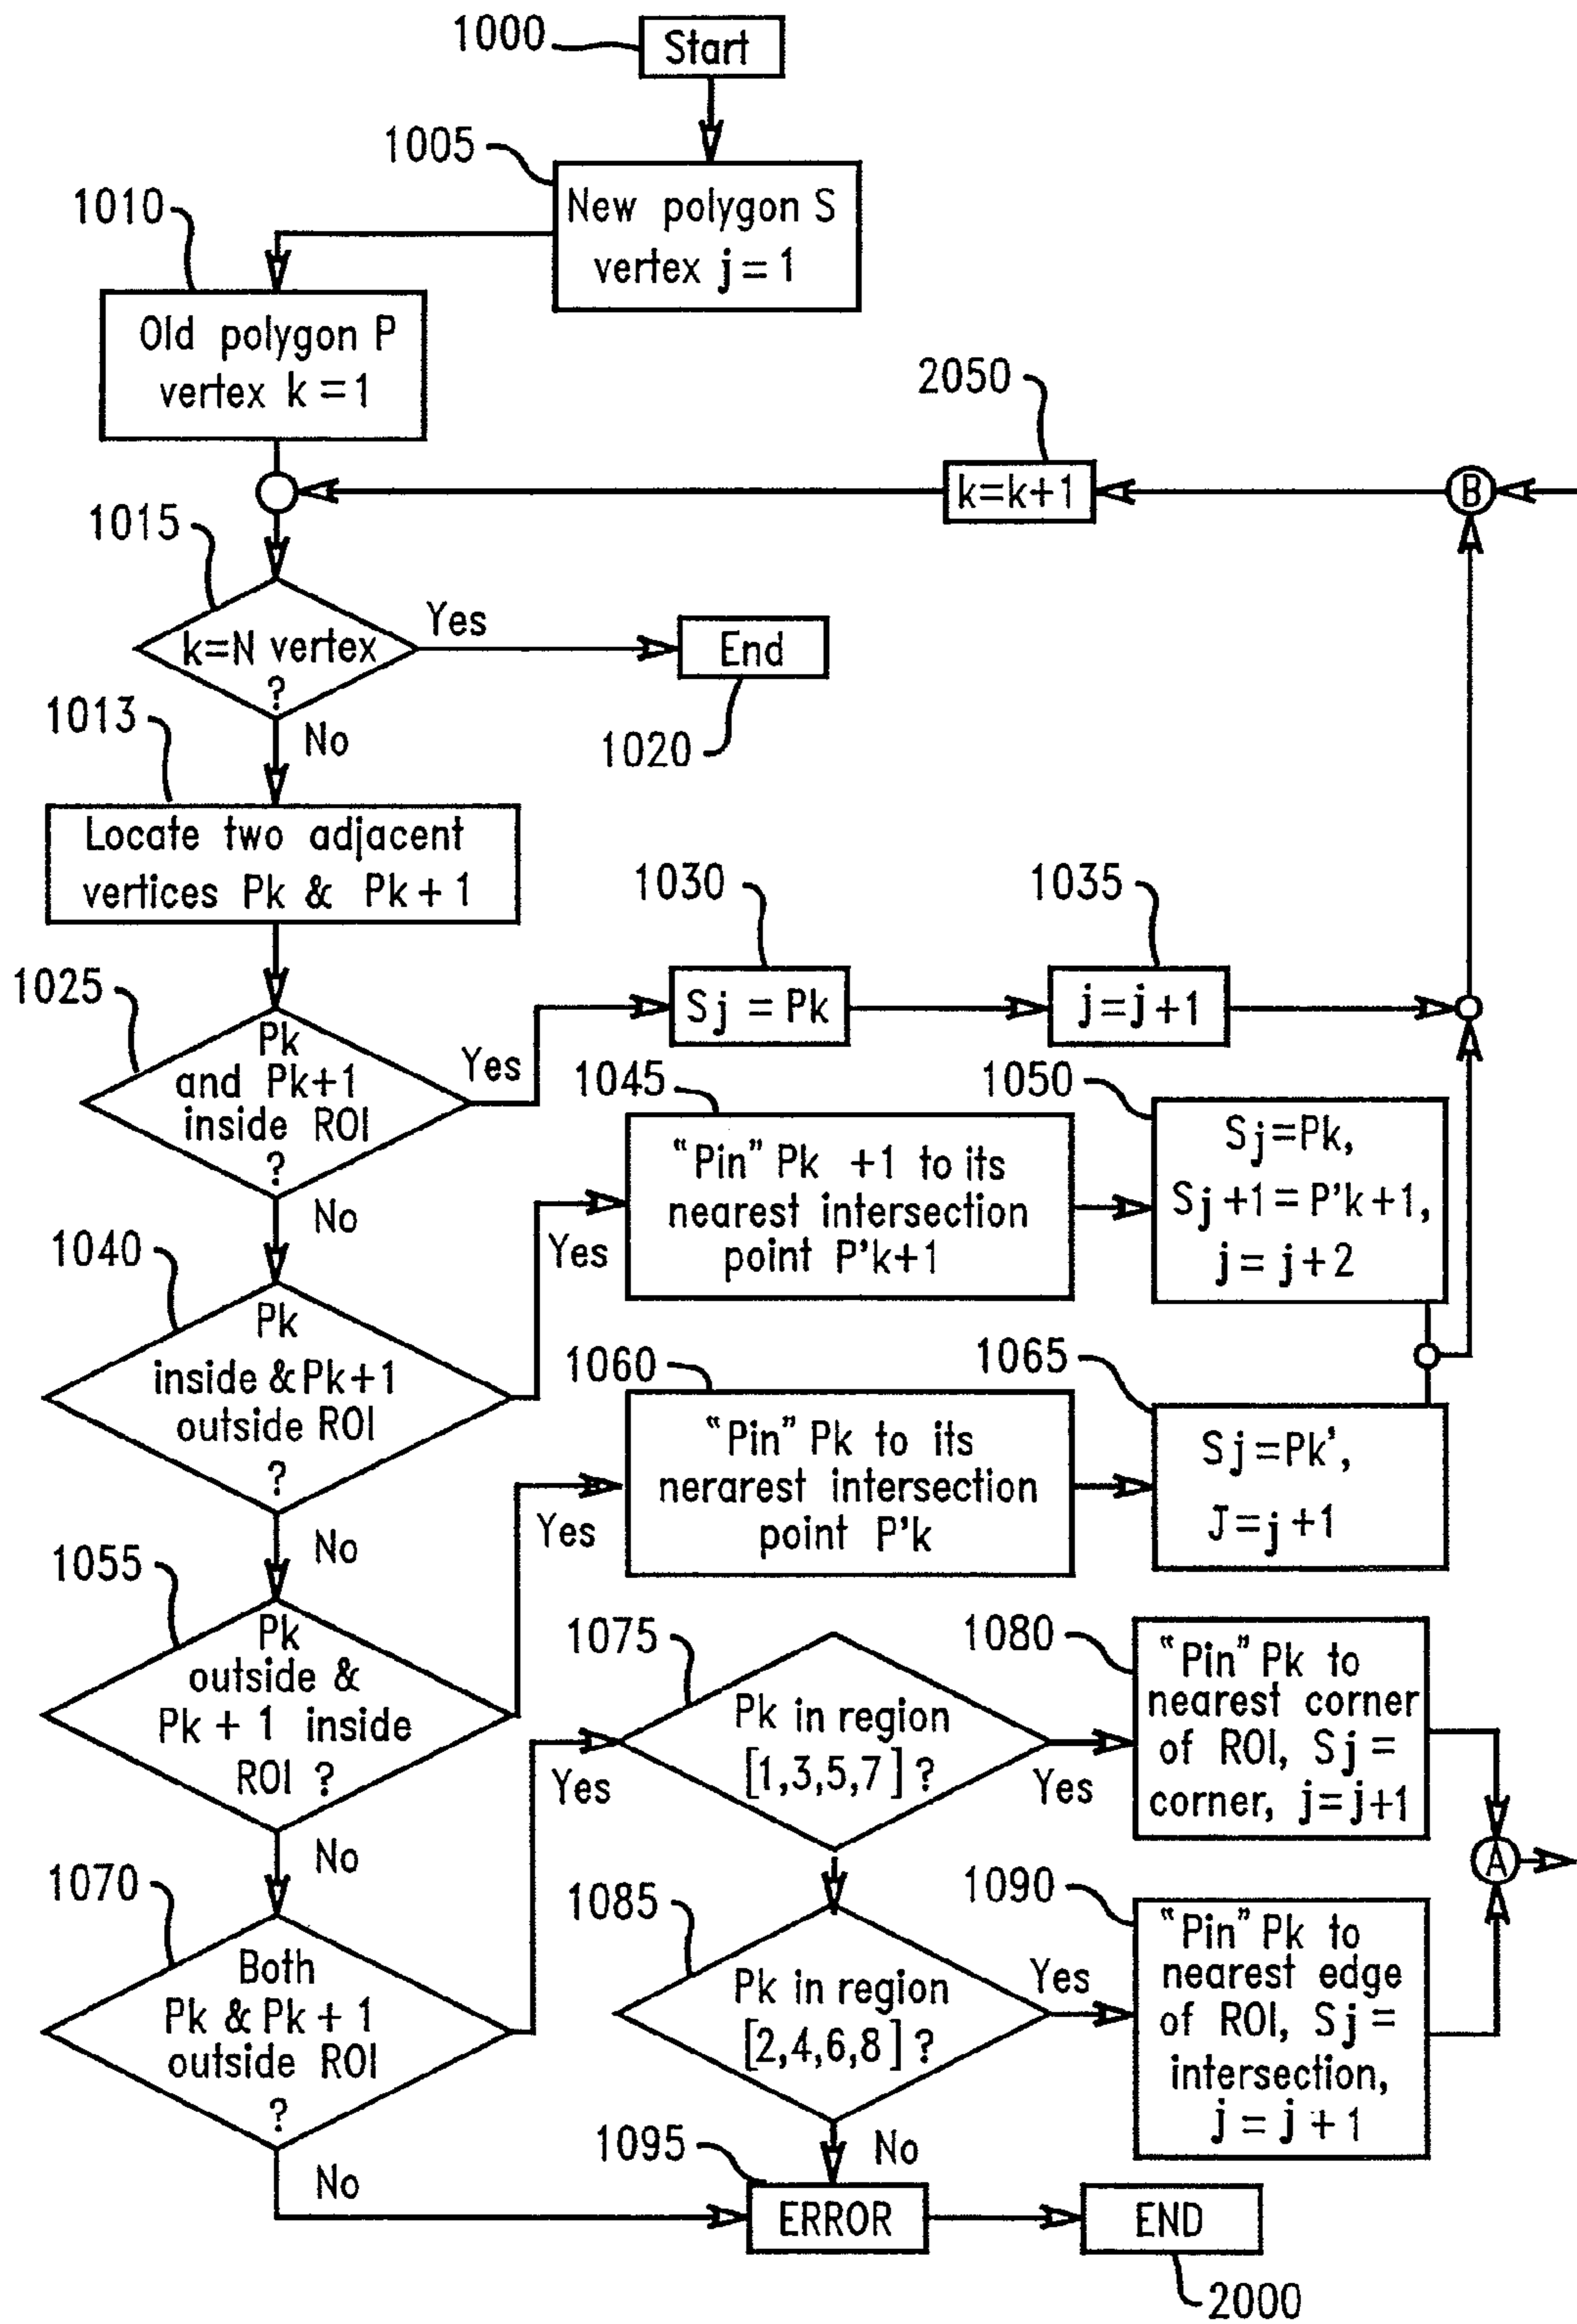 1000
Start
1005
New polygon S
vertex j = 1
1010
Old polygon P
vertex k = 1
2050
k=k+1
B
1015
k=N vertex
?
Yes
End
1020
No
1013
Locate two adjacent
vertices Pk & Pk + 1
1025
Pk
and Pk+1
inside ROI
?
Yes
1030
Sj = Pk
1035
j=j+1
No
1040
Pk
inside & Pk+1
outside ROI
?
Yes
1045
"Pin" Pk +1 to its
nearest intersection
point P'k+1
1050
Sj=Pk,
Sj+1=P'k+1,
j= j+2
No
1055
Pk
outside &
Pk + 1 inside
ROI ?
Yes
1060
"Pin" Pk to its
nerarest intersection
point P'k
1065
Sj=Pk',
J=j+1
No
1070
Both
Pk & Pk + 1
outside ROI
?
Yes
1075
Pk in region
[1,3,5,7] ?
Yes
1080
"Pin" Pk to
nearest corner
of ROI, Sj =
corner, j=j+1
A
1085
Pk in region
[2,4,6,8] ?
Yes
1090
"Pin" Pk to
nearest edge
of ROI, Sj =
intersection,
j = j + 1
No
No
1095
ERROR
END
2000